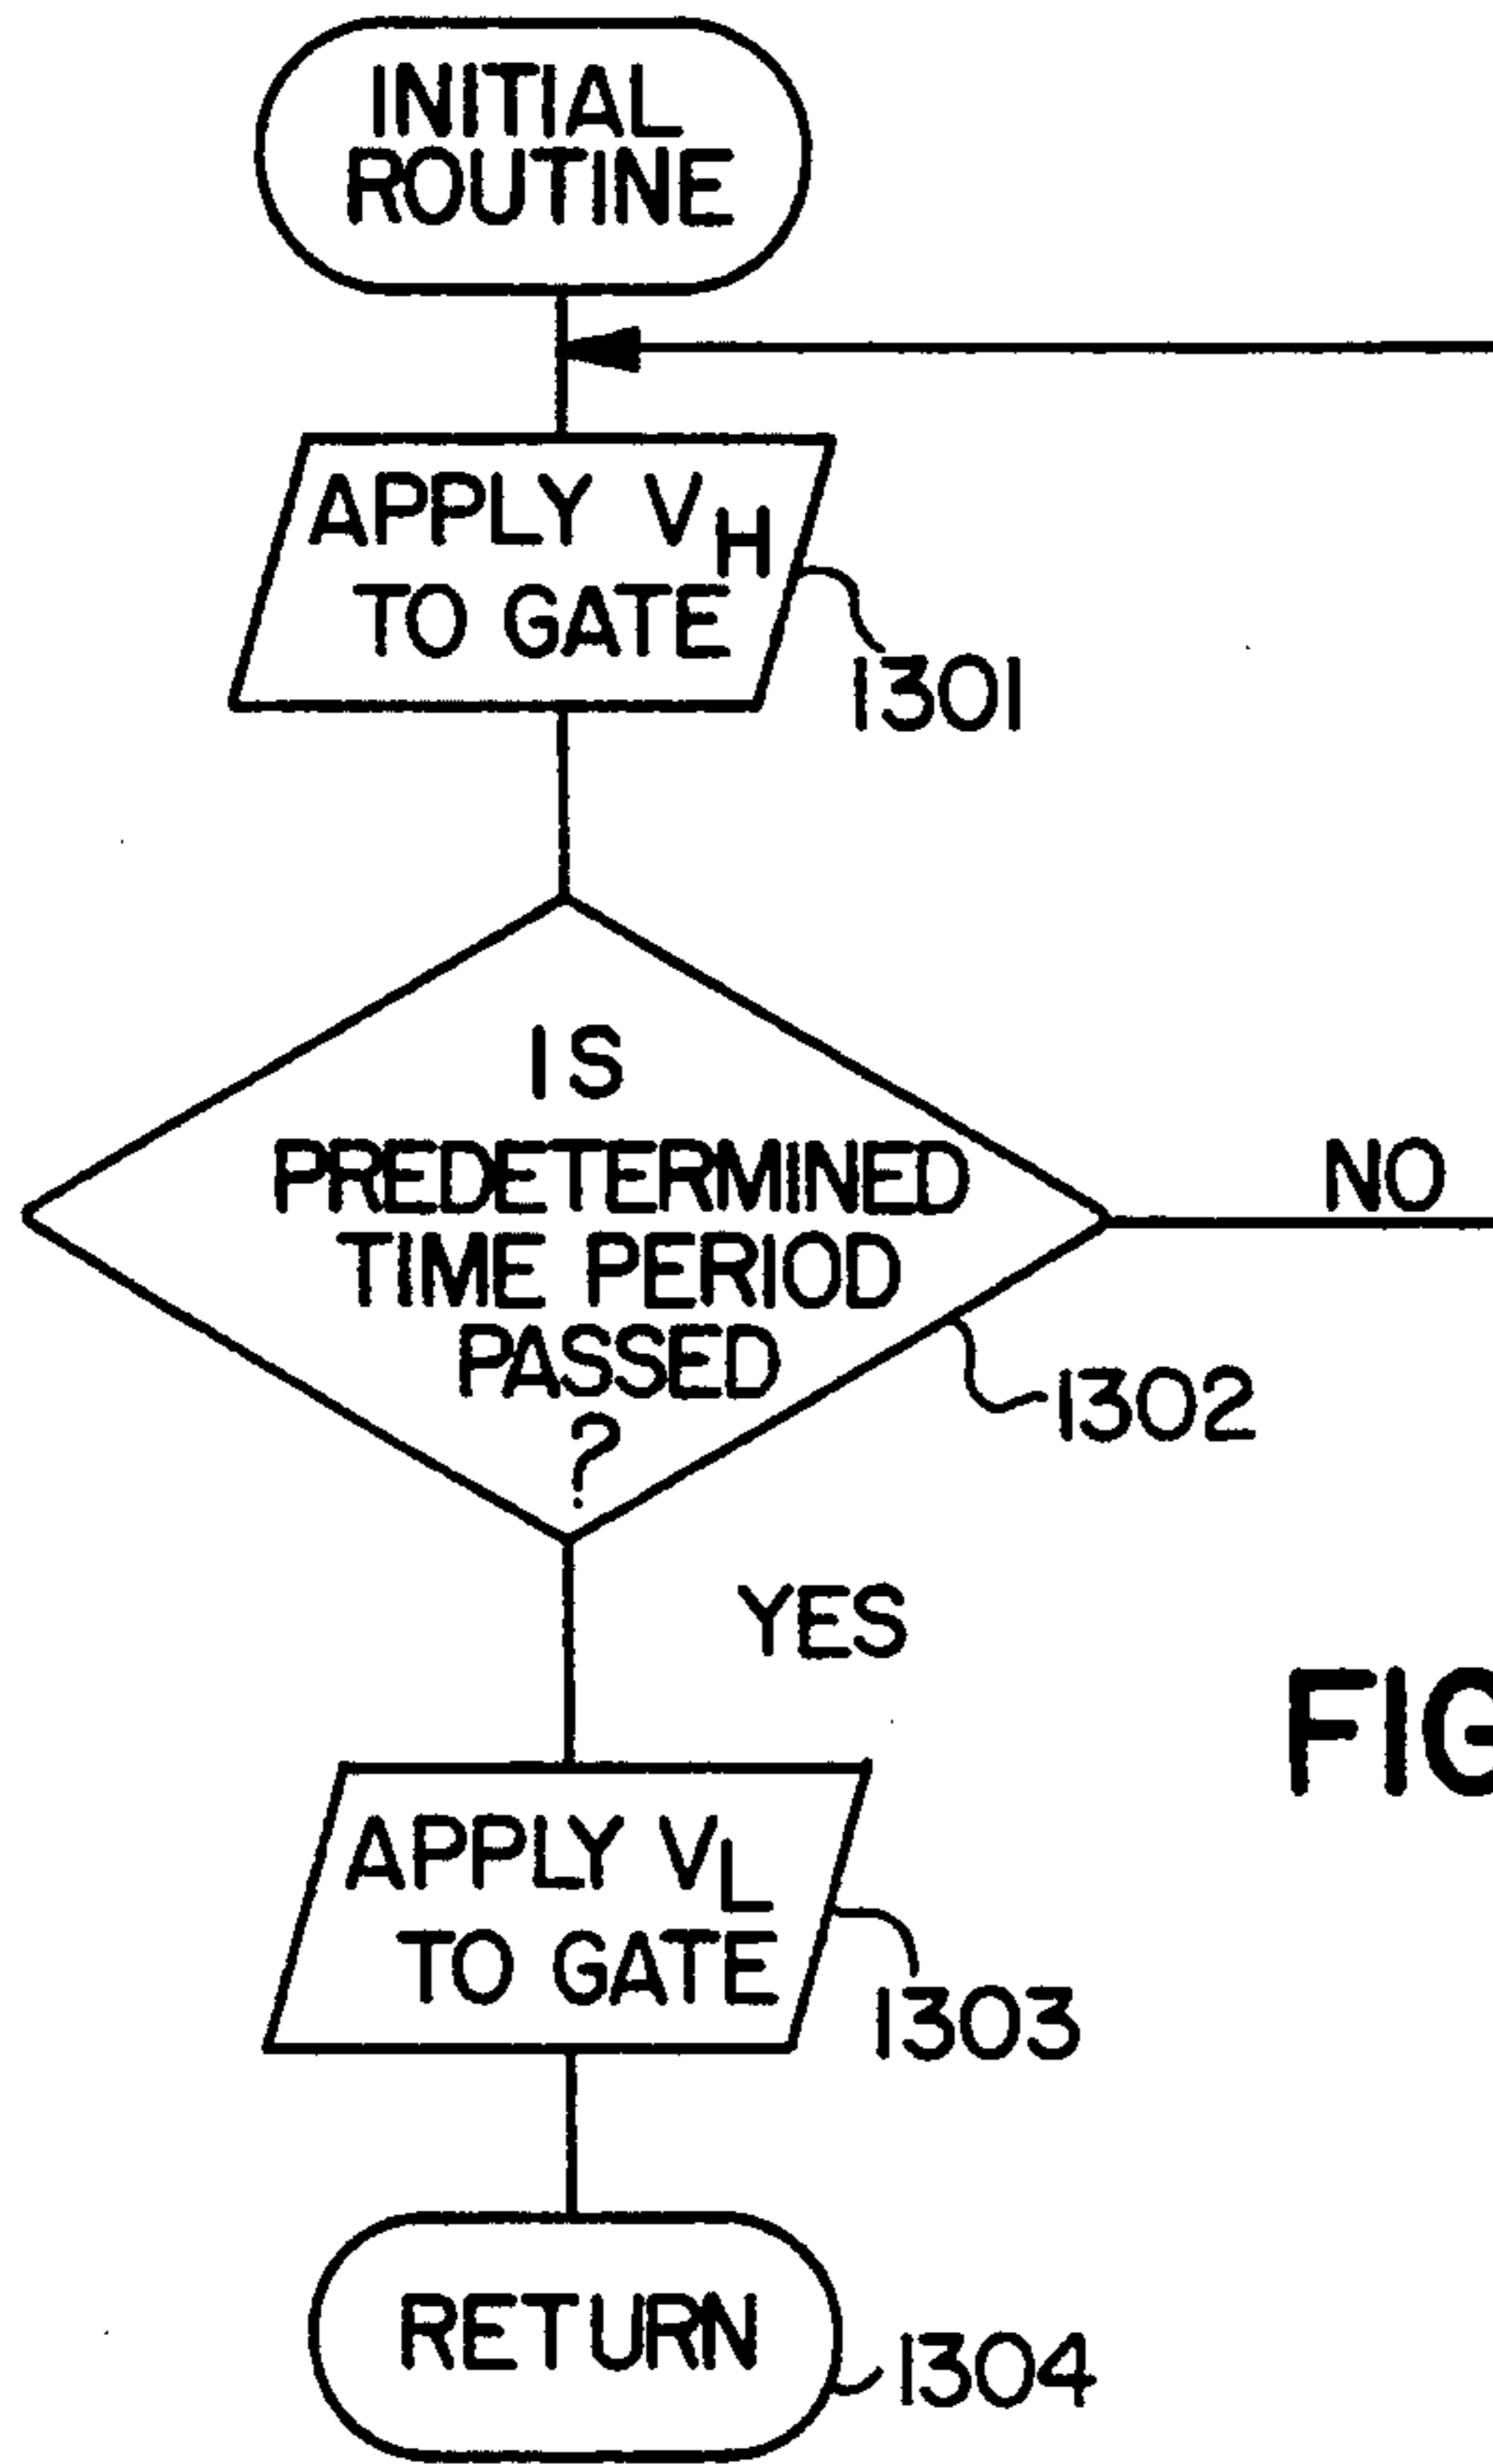 INITIAL
ROUTINE
APPLY VH
TO GATE
1301
IS
PREDETERMINED
TIME PERIOD
PASSED
?
NO
1302
YES
FIG
APPLY VL
TO GATE
1303
RETURN
1304